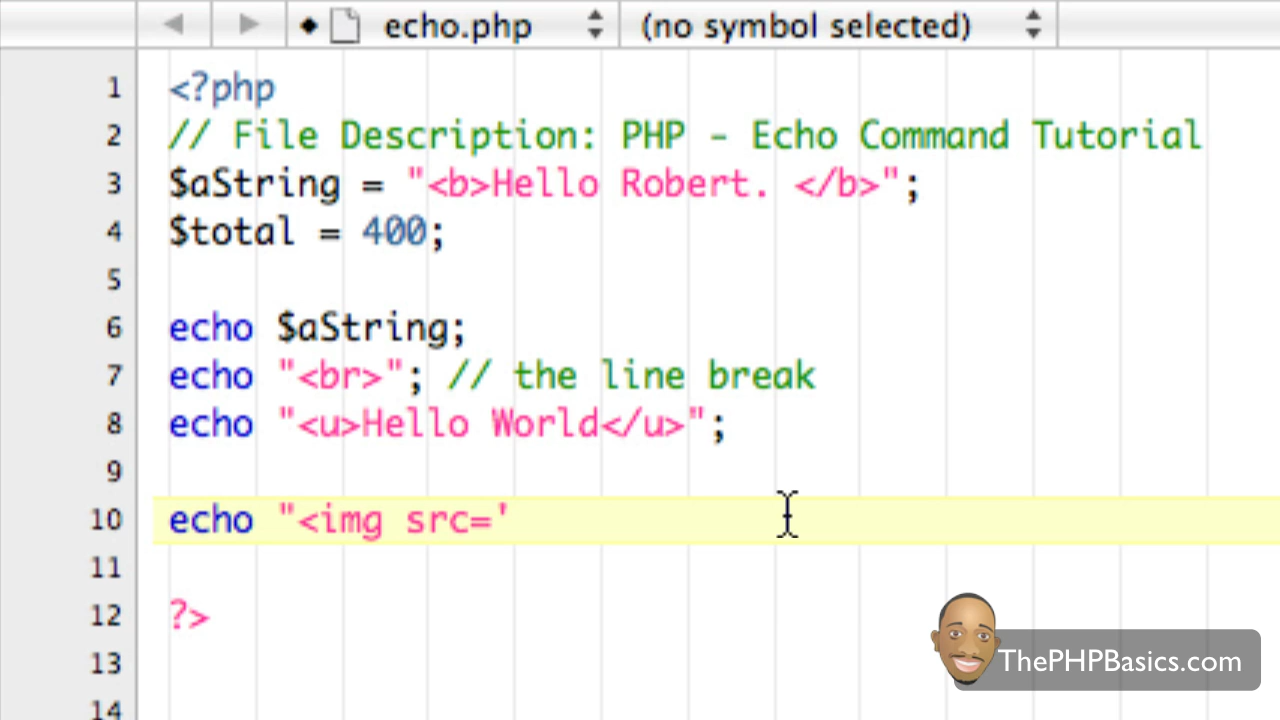 echo.php (no symbol selected)
1 <?php
2 // File Description: PHP - Echo Command Tutorial
3 $aString = "<b>Hello Robert. </b>";
4 $total = 400;
5
6 echo $aString;
7 echo "<br>"; // the line break
8 echo "<u>Hello World</u>";
9
10 echo "<img src='
11
12 ?>
13
14
ThePHPBasics.com